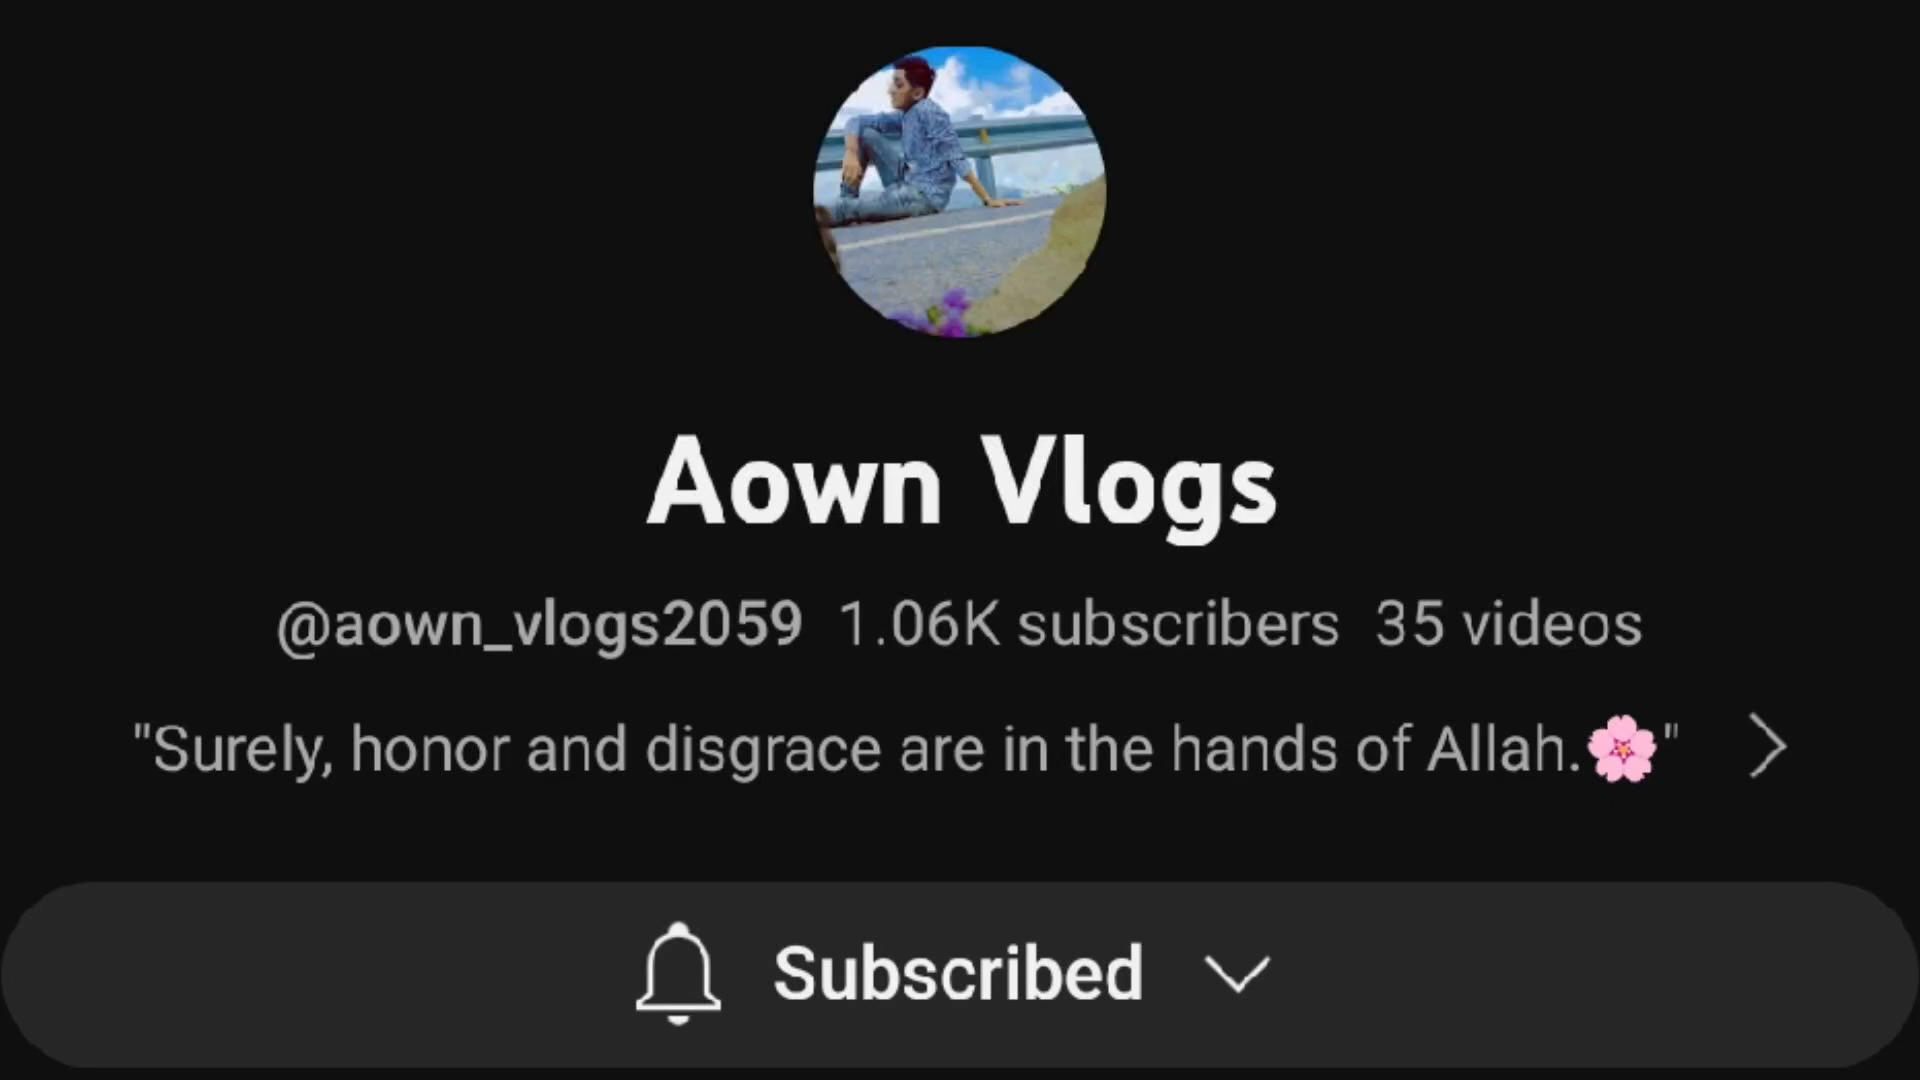 Aown Vlogs
@aown_vlogs2059 1.06K subscribers 35 videos
"Surely, honor and disgrace are in the hands of Allah.🌸"
Subscribed